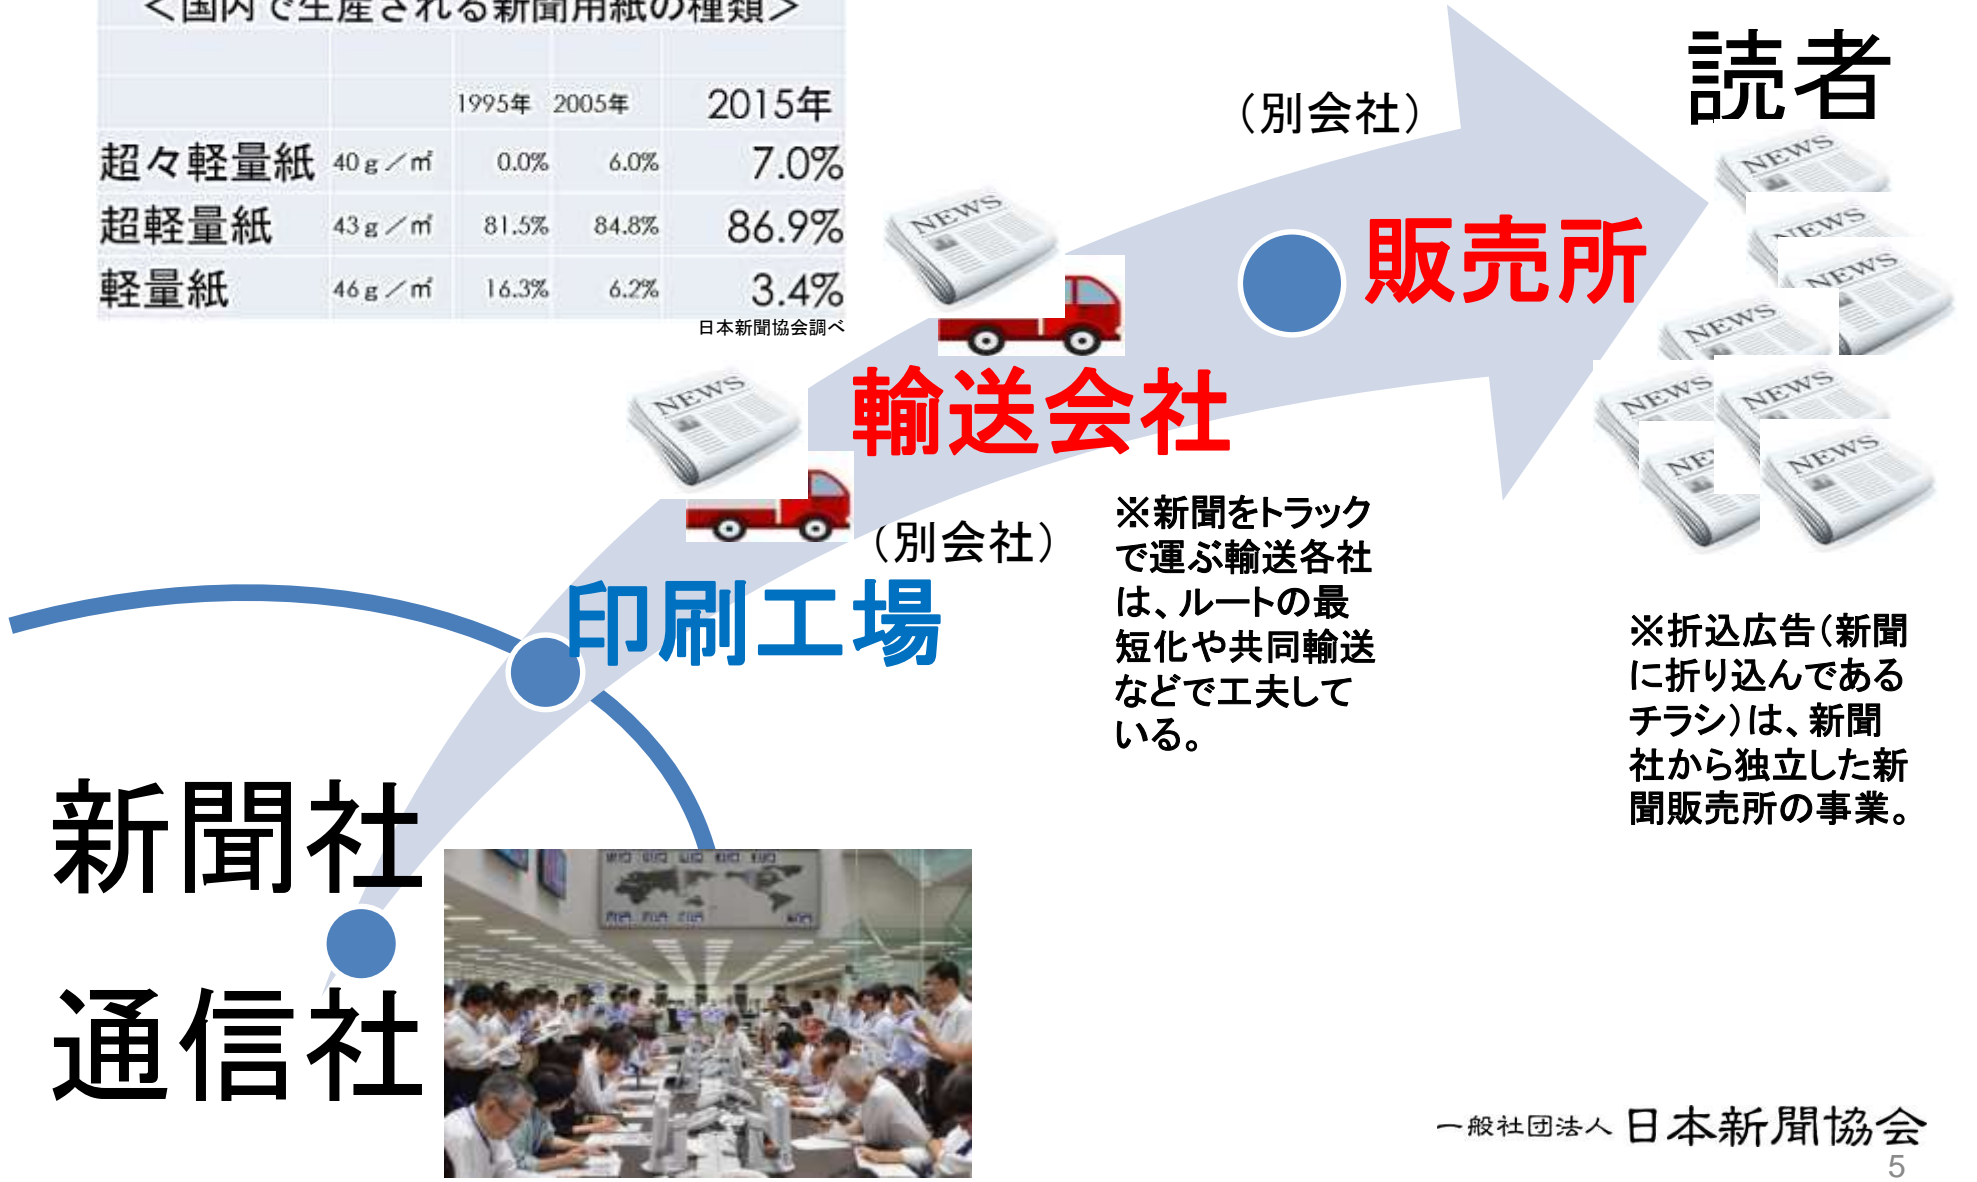 ＜国内で生産される新聞用紙の種類＞
1995年 2005年 2015年
超々軽量紙 40ｇ／㎡ 0.0% 6.0% 7.0%
超軽量紙 43ｇ／㎡ 81.5% 84.8% 86.9%
軽量紙 46ｇ／㎡ 16.3% 6.2% 3.4%
日本新聞協会調べ
読者
（別会社）
販売所
NEWS
NEWS
NEWS
NEWS
NEWS
NEWS
NE
NEWS
NEWS
輸送会社
NEWS
（別会社）
印刷工場
※新聞をトラック
で運ぶ輸送各社
は、ルートの最
短化や共同輸送
などで工夫して
いる。
※折込広告（新聞
に折り込んである
チラシ）は、新聞
社から独立した新
聞販売所の事業。
新聞社
通信社
一般社団法人 日本新聞協会
5